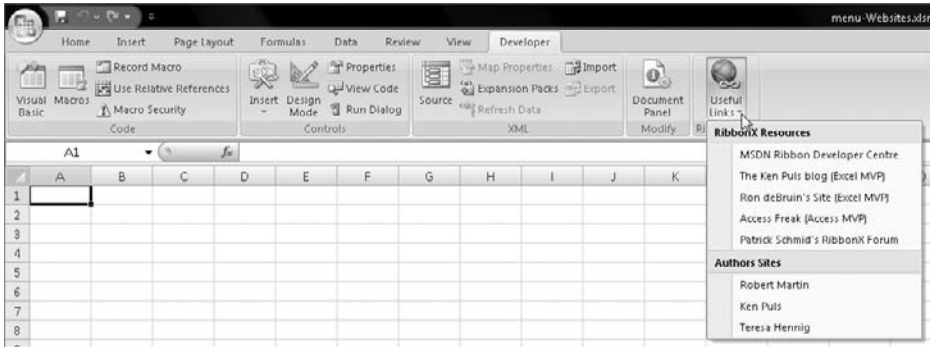 menu-Websites.xlsm
Home Insert Page Layout Formulas Data Review View Developer
Visual Basic
Macros
Record Macro
Use Relative References
Macro Security
Code
Insert
Design Mode
Properties
View Code
Run Dialog
Controls
Source
Map Properties
Expansion Packs
Refresh Data
Import
Export
XML
Document Panel
Modify
Useful Links
RibbonX Resources
MSDN Ribbon Developer Centre
The Ken Puls blog (Excel MVP)
Ron deBruin's Site (Excel MVP)
Access Freak (Access MVP)
Patrick Schmid's RibbonX Forum
Authors Sites
Robert Martin
Ken Puls
Teresa Hennig
A1 fx
A B C D E F G H I J K
1
2
3
4
5
6
7
8